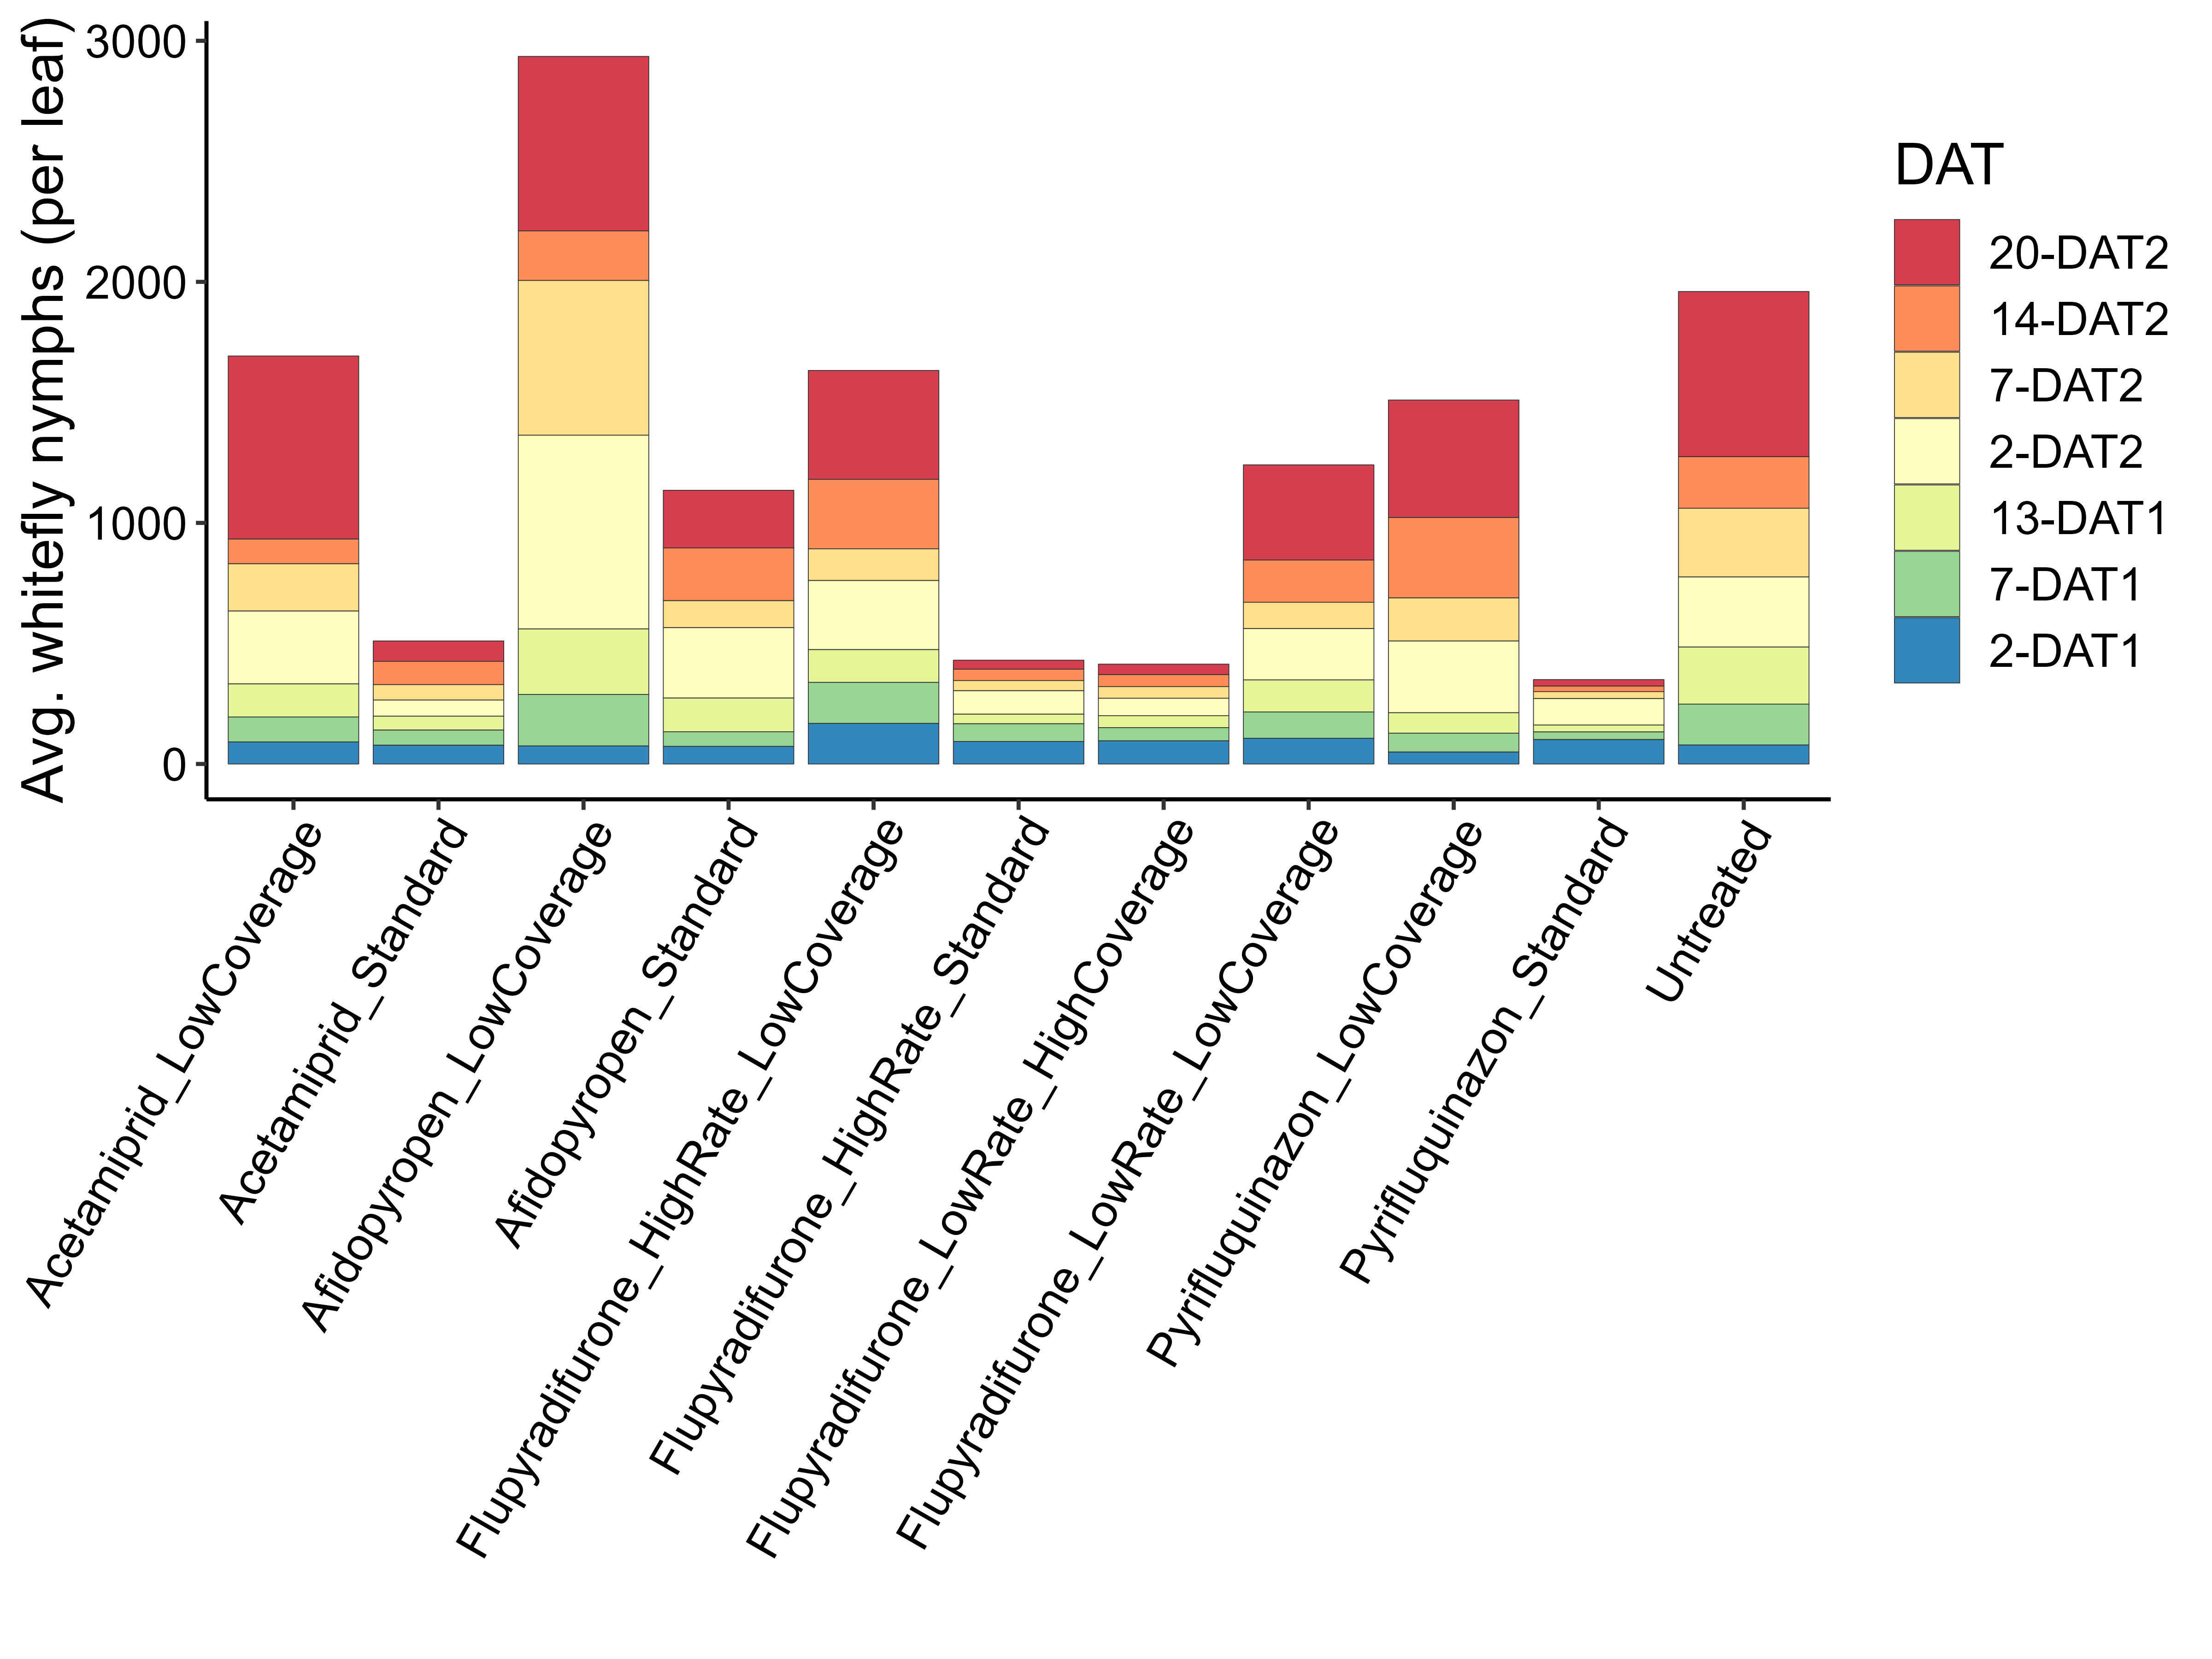 Avg. whitefly nymphs (per leaf)
3000
2000
1000
0
Acetamiprid_LowCoverage
Acetamiprid_Standard
Afidopyropen_LowCoverage
Afidopyropen_Standard
Flupyradifurone_HighRate_LowCoverage
Flupyradifurone_HighRate_Standard
Flupyradifurone_LowRate_HighCoverage
Flupyradifurone_LowRate_LowCoverage
Pyrifluquinazon_LowCoverage
Pyrifluquinazon_Standard
Untreated
DAT
20-DAT2
14-DAT2
7-DAT2
2-DAT2
13-DAT1
7-DAT1
2-DAT1